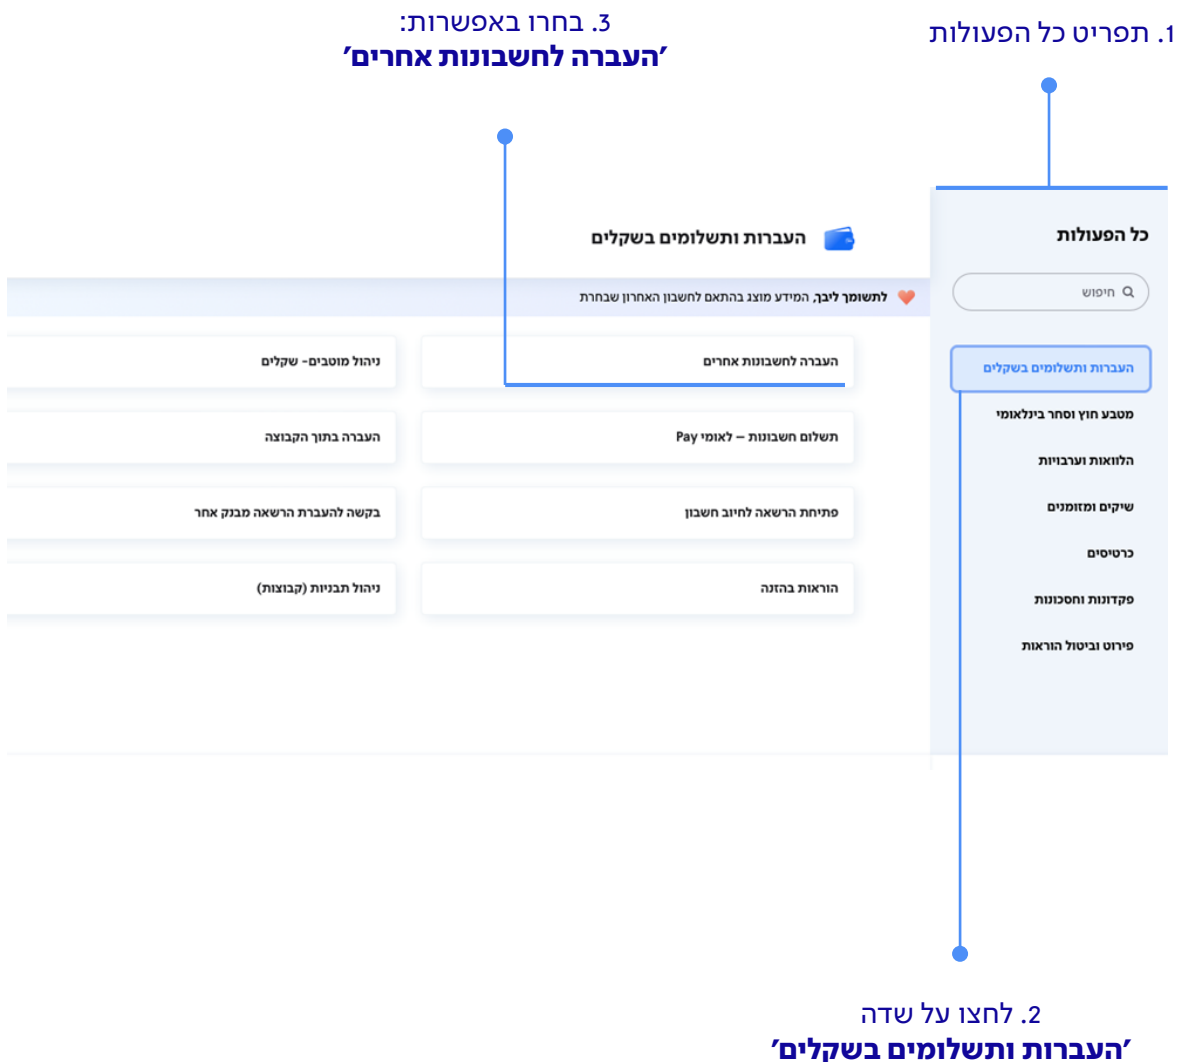 1. תפריט כל הפעולות
3. בחרו באפשרות:
'העברה לחשבונות אחרים'
כל הפעולות
חיפוש
העברות ותשלומים בשקלים
מטבע חוץ וסחר בינלאומי
הלוואות וערבויות
שיקים ומזומנים
כרטיסים
פקדונות וחסכונות
פירוט וביטול הוראות
העברות ותשלומים בשקלים
לתשומך ליבך, המידע מוצג בהתאם לחשבון האחרון שבחרת
העברה לחשבונות אחרים
ניהול מוטבים- שקלים
תשלום חשבונות – לאומי Pay
העברה בתוך הקבוצה
פתיחת הרשאה לחיוב חשבון
בקשה להעברת הרשאה מבנק אחר
הוראות בהזנה
ניהול תבניות (קבוצות)
2. לחצו על שדה
'העברות ותשלומים בשקלים'